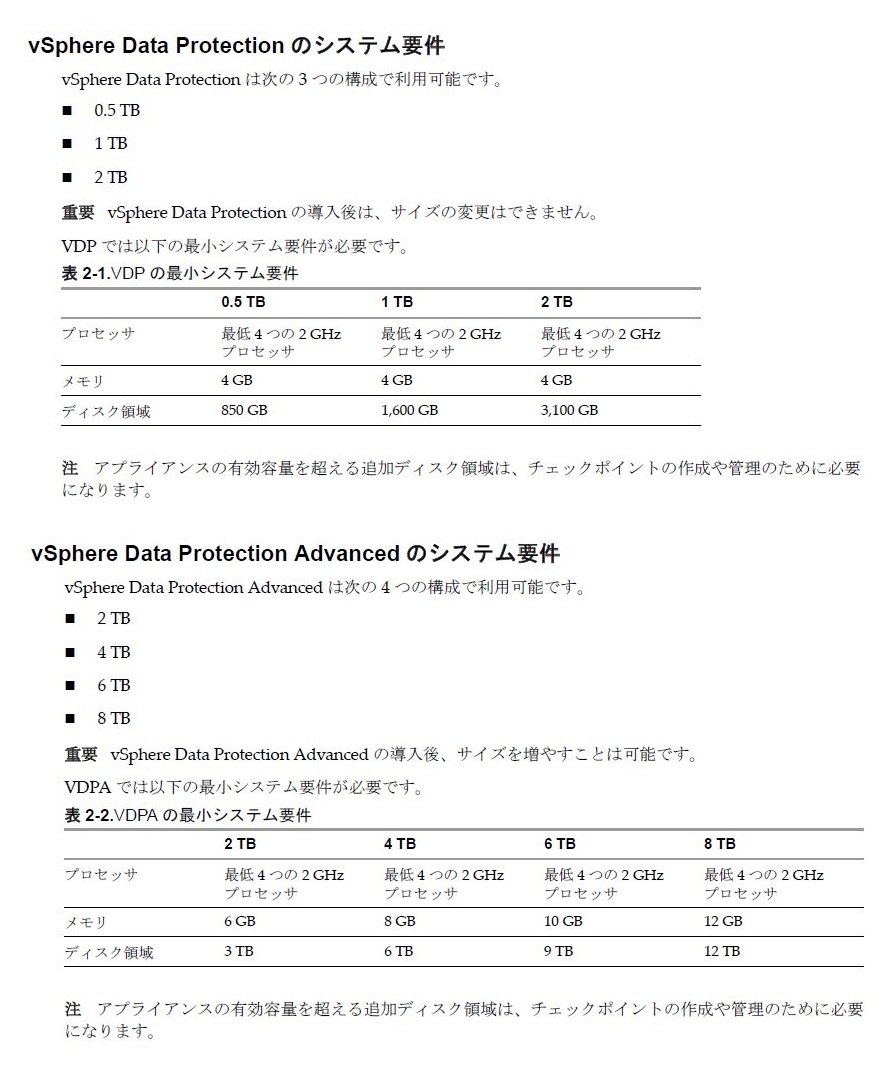 vSphere Data Protection のシステム要件
vSphere Data Protection は次の 3 つの構成で利用可能です。
■ 0.5 TB
■ 1 TB
■ 2 TB
重要 vSphere Data Protection の導入後は、サイズの変更はできません。
VDP では以下の最小システム要件が必要です。
表 2-1.VDP の最小システム要件
0.5 TB 1 TB 2 TB
プロセッサ 最低 4 つの 2 GHz 最低 4 つの 2 GHz 最低 4 つの 2 GHz
プロセッサ プロセッサ プロセッサ
メモリ 4 GB 4 GB 4 GB
ディスク領域 850 GB 1,600 GB 3,100 GB
注 アプライアンスの有効容量を超える追加ディスク領域は、チェックポイントの作成や管理のために必要
になります。
vSphere Data Protection Advanced のシステム要件
vSphere Data Protection Advanced は次の 4 つの構成で利用可能です。
■ 2 TB
■ 4 TB
■ 6 TB
■ 8 TB
重要 vSphere Data Protection Advanced の導入後、サイズを増やすことは可能です。
VDPA では以下の最小システム要件が必要です。
表 2-2.VDPA の最小システム要件
2 TB 4 TB 6 TB 8 TB
プロセッサ 最低 4 つの 2 GHz 最低 4 つの 2 GHz 最低 4 つの 2 GHz 最低 4 つの 2 GHz
プロセッサ プロセッサ プロセッサ プロセッサ
メモリ 6 GB 8 GB 10 GB 12 GB
ディスク領域 3 TB 6 TB 9 TB 12 TB
注 アプライアンスの有効容量を超える追加ディスク領域は、チェックポイントの作成や管理のために必要
になります。